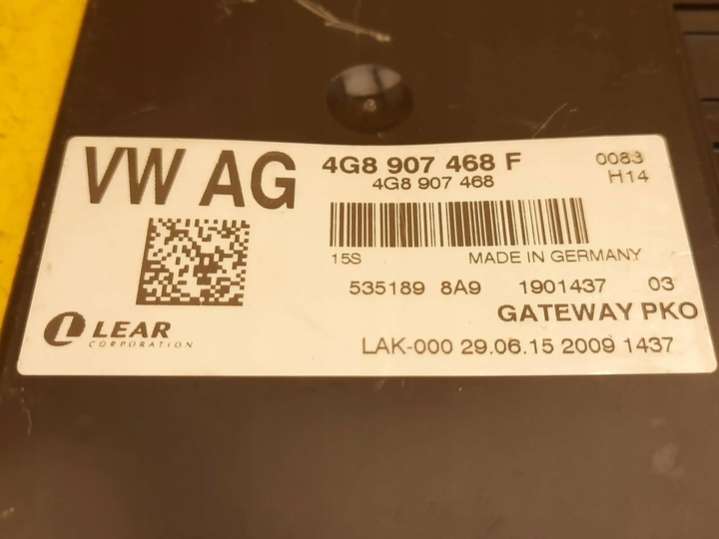 VW AG
4G8 907 468 F
0083
4G8 907 468
H14
15S MADE IN GERMANY
535189 8A9 1901437 03
GATEWAY PKO
LEAR
CORPORATION
LAK-000 29.06.15 2009 1437